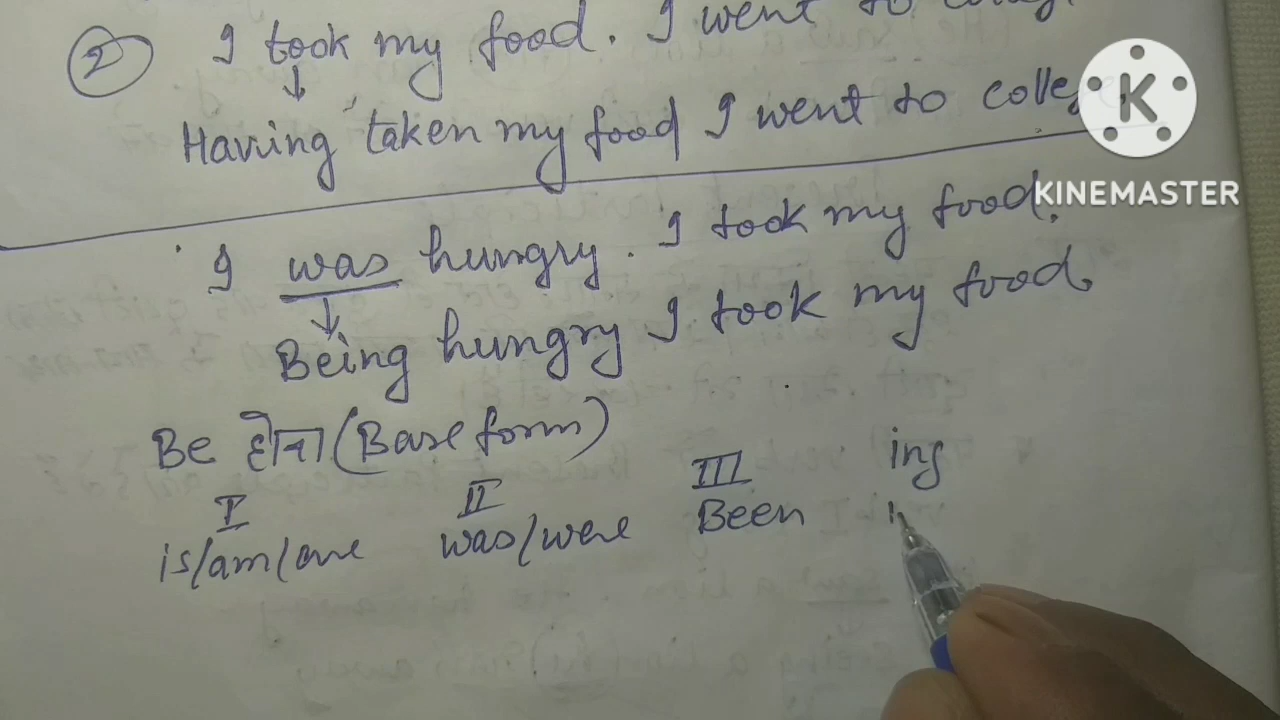 ② I took my food. I went to
Having taken my food I went to colleg
I was hungry. I took my food.
Being hungry I took my food.
Be होना (Base form)
I II III ing
is/am/are was/were Been
K
KINEMASTER